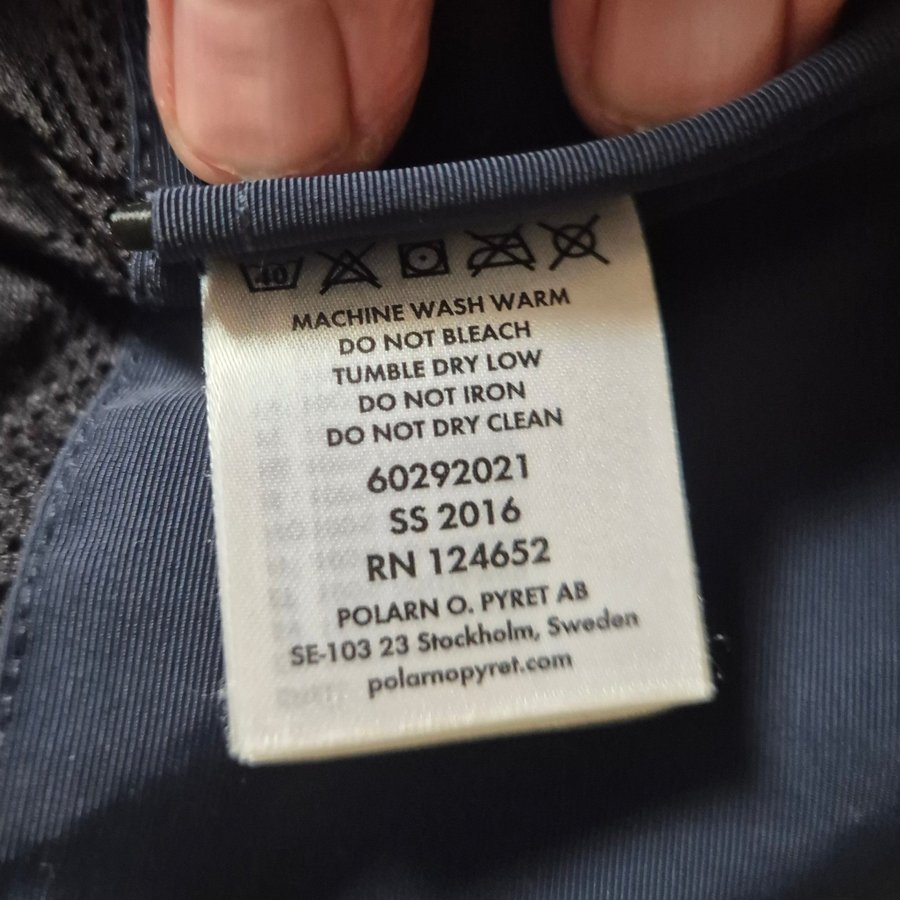 40
MACHINE WASH WARM
DO NOT BLEACH
TUMBLE DRY LOW
DO NOT IRON
DO NOT DRY CLEAN
60292021
SS 2016
RN 124652
POLARN O. PYRET AB
SE-103 23 Stockholm, Sweden
polarnopyret.com